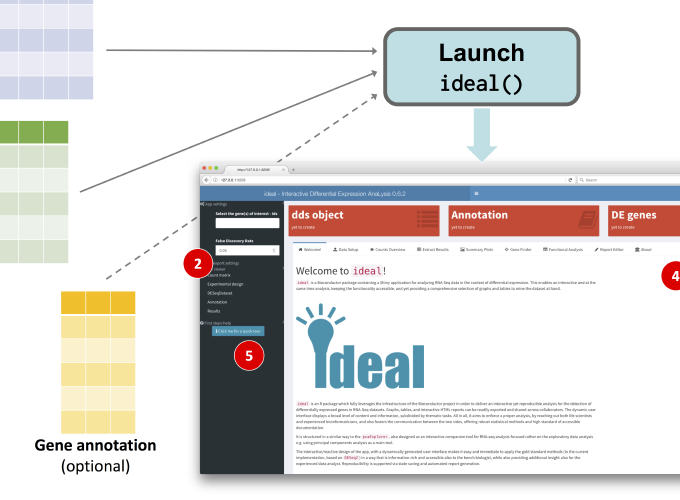 Launch
ideal()
http://127.0.0.1:6208
127.0.0.1:6208
Search
ideal - Interactive Differential Expression AnaLysis 0.6.2
App settings
Select the gene(s) of interest - ids
False Discovery Rate
0.05
2
Count matrix
Experimental design
DESeqDataset
Annotation
Results
First steps help
Click me for a quick tour
5
dds object
yet to create
Annotation
yet to create
DE genes
yet to create
Welcome!
Data Setup
Counts Overview
Extract Results
Summary Plots
Gene Finder
Functional Analysis
Report Editor
About
4
Welcome to ideal!
ideal is a Bioconductor package containing a Shiny application for analyzing RNA-Seq data in the context of differential expression. This enables an interactive and at the
same time analysis, keeping the functionality accessible, and yet providing a comprehensive selection of graphs and tables to mine the dataset at hand.
ideal
ideal is an R package which fully leverages the infrastructure of the Bioconductor project in order to deliver an interactive yet reproducible analysis for the detection of
differentially expressed genes in RNA-Seq datasets. Graphs, tables, and interactive HTML reports can be readily exported and shared across collaborators. The dynamic user
interface displays a broad level of content and information, subdivided by thematic tasks. All in all, it aims to enforce a proper analysis, by reaching out both life scientists
and experienced bioinformaticians, and also fosters the communication between the two sides, offering robust statistical methods and high standard of accessible
documentation.
It is structured in a similar way to the pcaExplorer, also designed as an interactive companion tool for RNA-seq analysis focused rather on the exploratory data analysis
e.g. using principal components analysis as a main tool.
The interactive/reactive design of the app, with a dynamically generated user interface makes it easy and immediate to apply the gold standard methods (in the current
implementation, based on DESeq2) in a way that is information-rich and accessible also to the bench biologist, while also providing additional insight also for the
experienced data analyst. Reproducibility is supported via state saving and automated report generation.
Gene annotation
(optional)